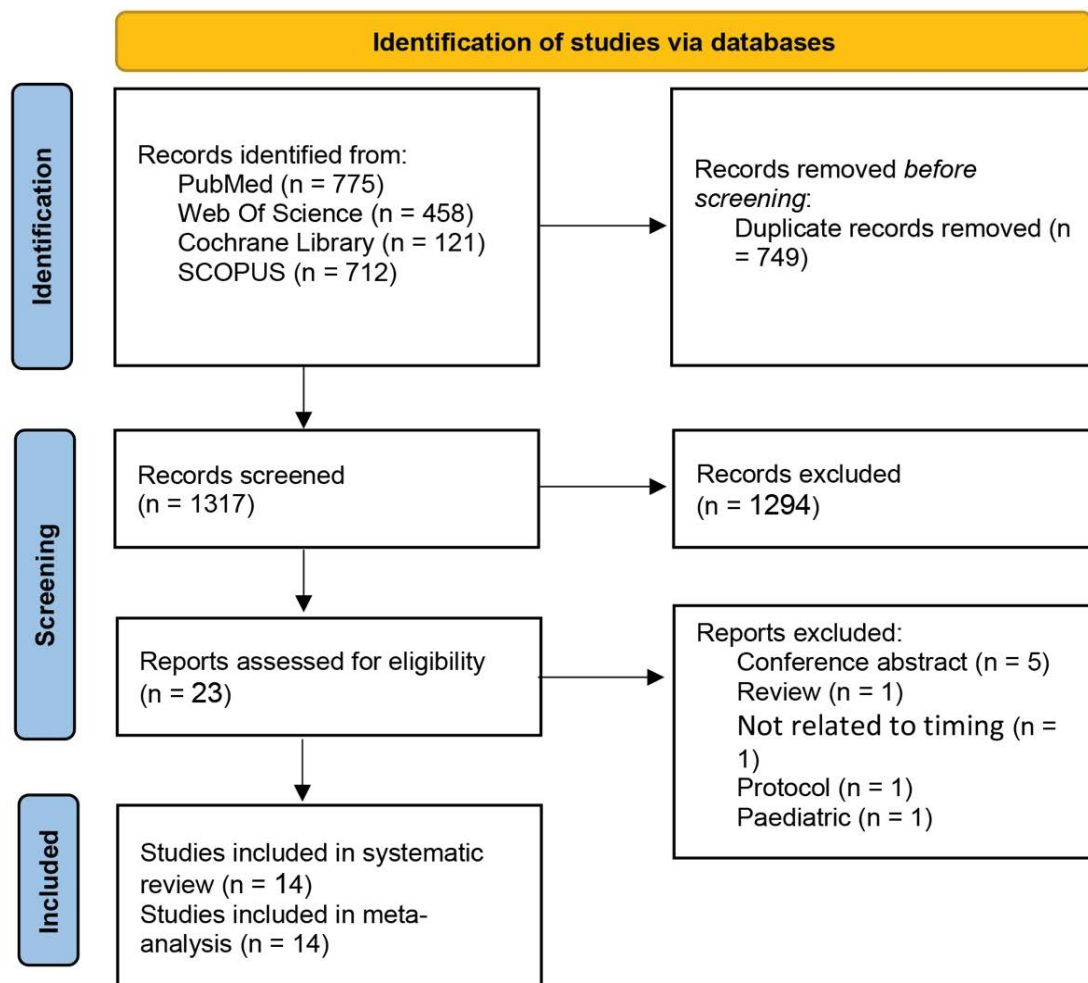 Identification of studies via databases
Identification
Records identified from:
PubMed (n = 775)
Web Of Science (n = 458)
Cochrane Library (n = 121)
SCOPUS (n = 712)
Records removed before
screening:
Duplicate records removed (n
= 749)
Screening
Records screened
(n = 1317)
Records excluded
(n = 1294)
Reports assessed for eligibility
(n = 23)
Reports excluded:
Conference abstract (n = 5)
Review (n = 1)
Not related to timing (n =
1)
Protocol (n = 1)
Paediatric (n = 1)
Included
Studies included in systematic
review (n = 14)
Studies included in meta-
analysis (n = 14)